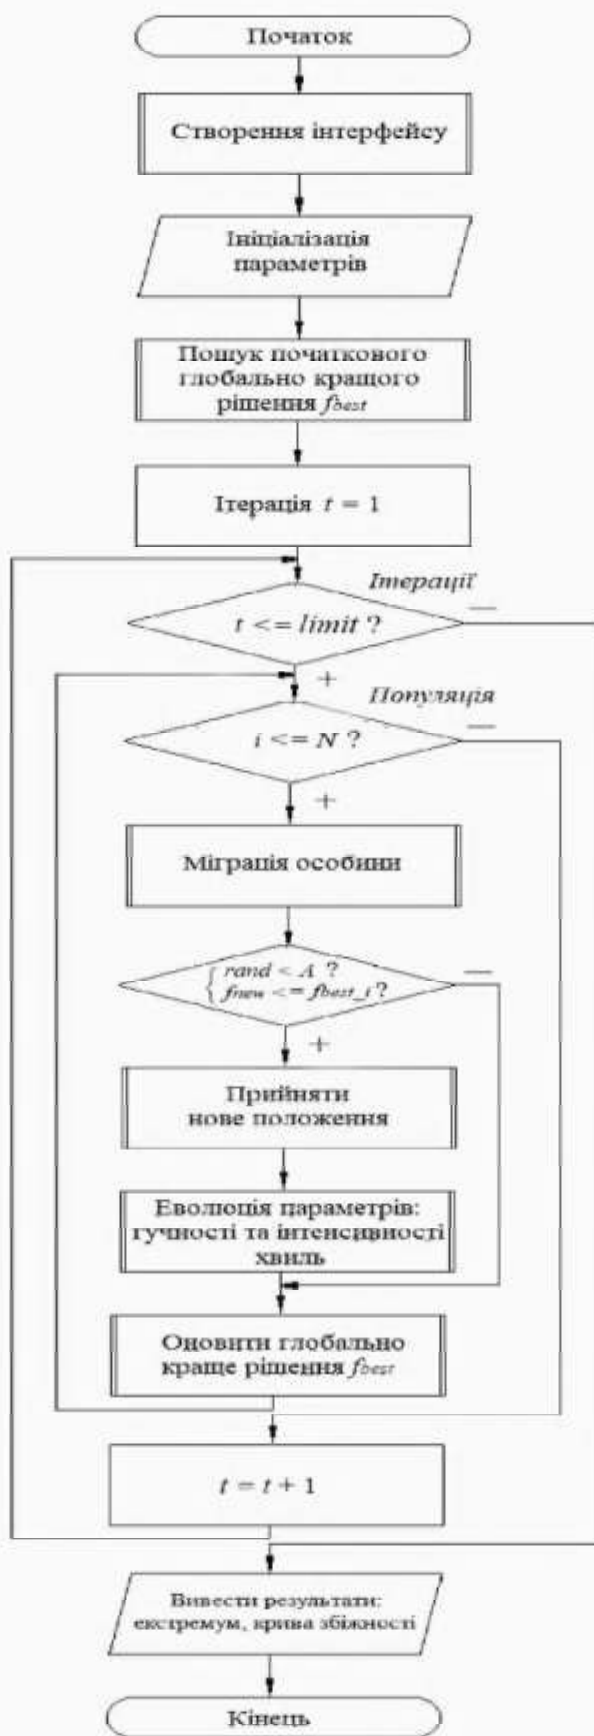 Початок
Створення інтерфейсу
Ініціалізація
параметрів
Пошук початкового
глобально кращого
рішення fbest
Ітерація t = 1
Ітерації
t <= limit ?
—
+
Популяція
i <= N ?
—
+
Міграція особини
{ rand < A ?
fnew <= fbest_i ?
—
+
Прийняти
нове положення
Еволюція параметрів:
гучності та інтенсивності
хвиль
Оновити глобально
краще рішення fbest
t = t + 1
Вивести результати:
екстремум, крива збіжності
Кінець